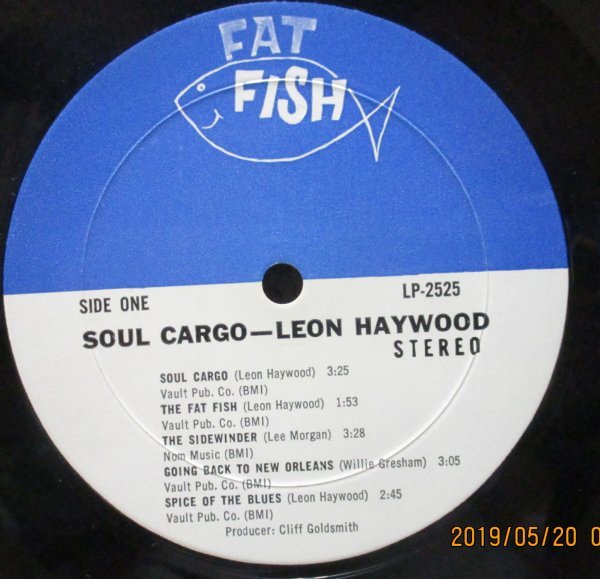 FAT
FISH
SIDE ONE
LP-2525
SOUL CARGO—LEON HAYWOOD
STEREO
SOUL CARGO (Leon Haywood) 3:25
Vault Pub. Co. (BMI)
THE FAT FISH (Leon Haywood) 1:53
Vault Pub. Co. (BMI)
THE SIDEWINDER (Lee Morgan) 3:28
Nom Music (BMI)
GOING BACK TO NEW ORLEANS (Willie Gresham) 3:05
Vault Pub. Co. (BMI)
SPICE OF THE BLUES (Leon Haywood) 2:45
Vault Pub. Co. (BMI)
Producer: Cliff Goldsmith
2019/05/20